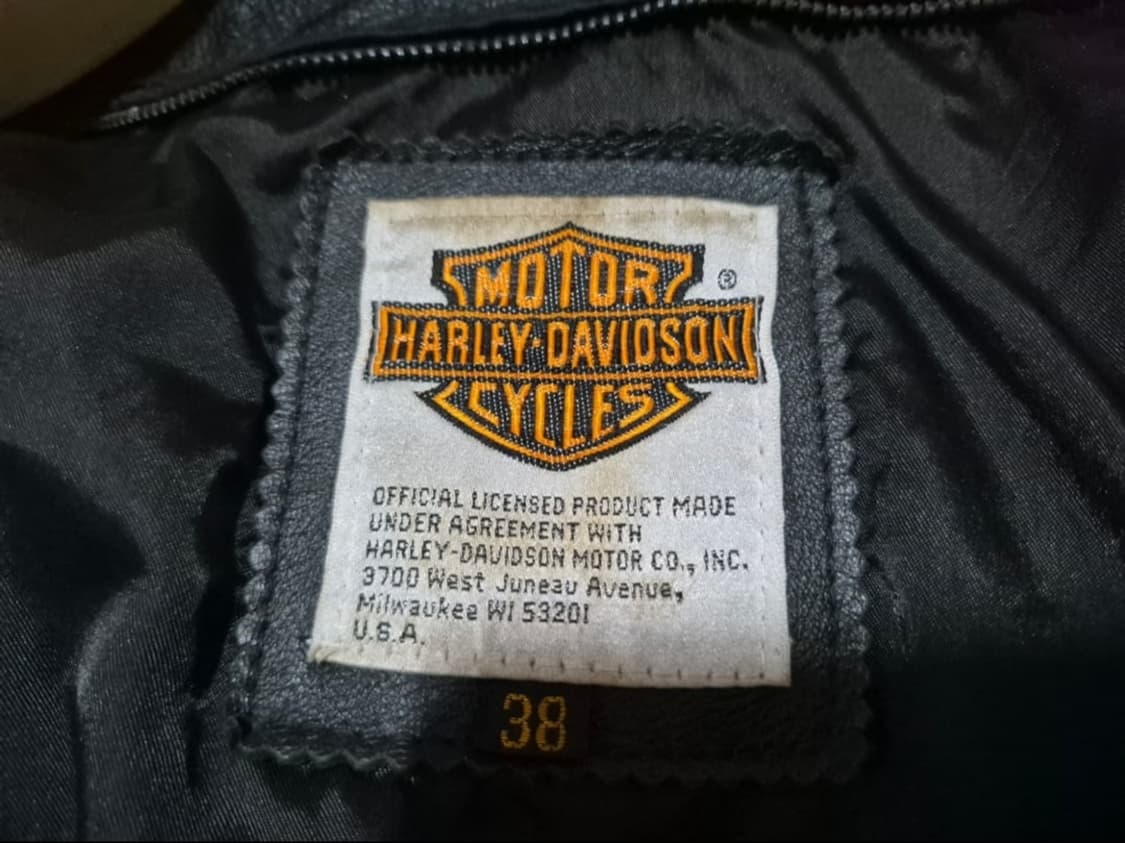 MOTOR
®
HARLEY-DAVIDSON
CYCLES
OFFICIAL LICENSED PRODUCT MADE
UNDER AGREEMENT WITH
HARLEY-DAVIDSON MOTOR CO., INC.
3700 West Juneau Avenue,
Milwaukee WI 53201
U.S.A.
38